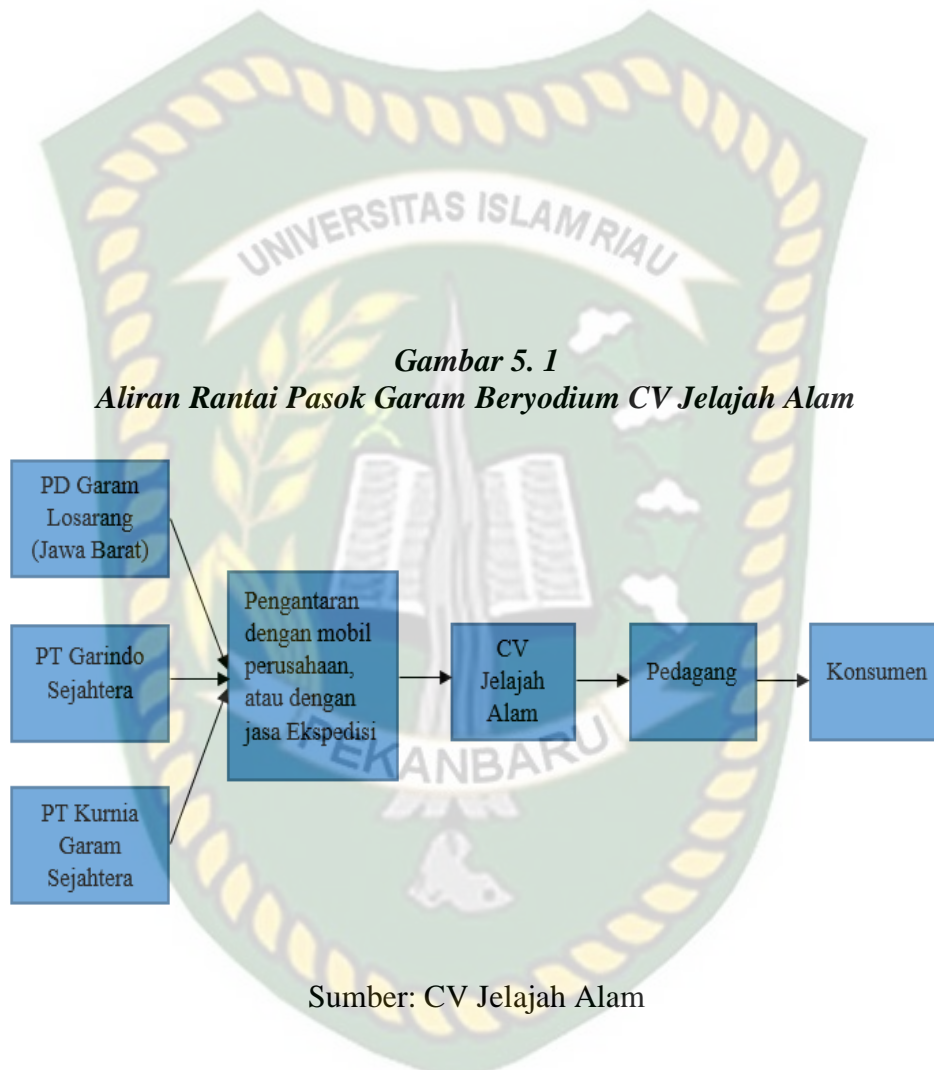 UNIVERSITAS ISLAM RIAU
Gambar 5. 1
Aliran Rantai Pasok Garam Beryodium CV Jelajah Alam
PD Garam
Losarang
(Jawa Barat)
PT Garindo
Sejahtera
PT Kurnia
Garam
Sejahtera
Pengantaran
dengan mobil
perusahaan,
atau dengan
jasa Ekspedisi
CV
Jelajah
Alam
Pedagang
Konsumen
PEKANBARU
Sumber: CV Jelajah Alam